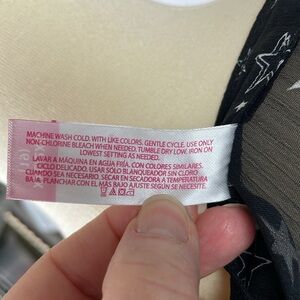 MACHINE WASH COLD. WITH LIKE COLORS. GENTLE CYCLE. USE ONLY
NON-CHLORINE BLEACH WHEN NEEDED. TUMBLE DRY LOW. IRON ON
LOWEST SETTING AS NEEDED.
LAVAR A MÁQUINA EN AGUA FRÍA. CON COLORES SIMILARES.
CICLO DELICADO. USAR SOLO BLANQUEADOR SIN CLORO
CUANDO SEA NECESARIO. SECAR EN SECADORA A TEMPERATURA
BAJA. PLANCHAR CON EL MÁS BAJO AJUSTE SEGÚN SE NECESITE.